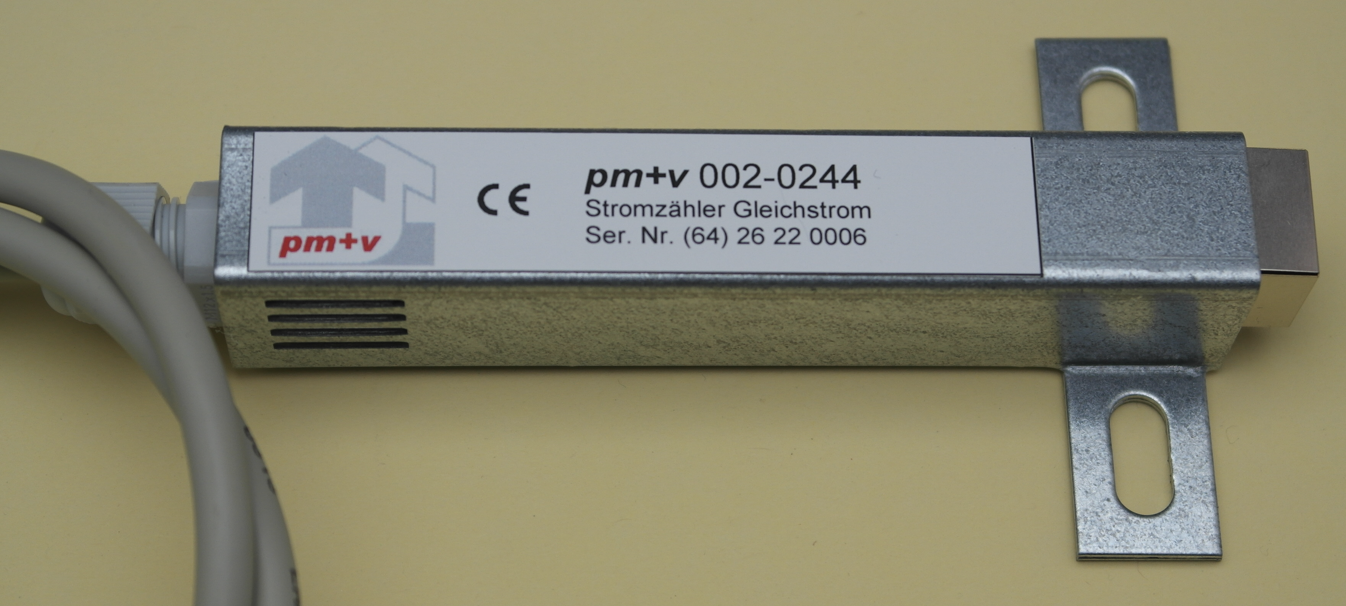 pm+v
CE
pm+v 002-0244
Stromzähler Gleichstrom
Ser. Nr. (64) 26 22 0006